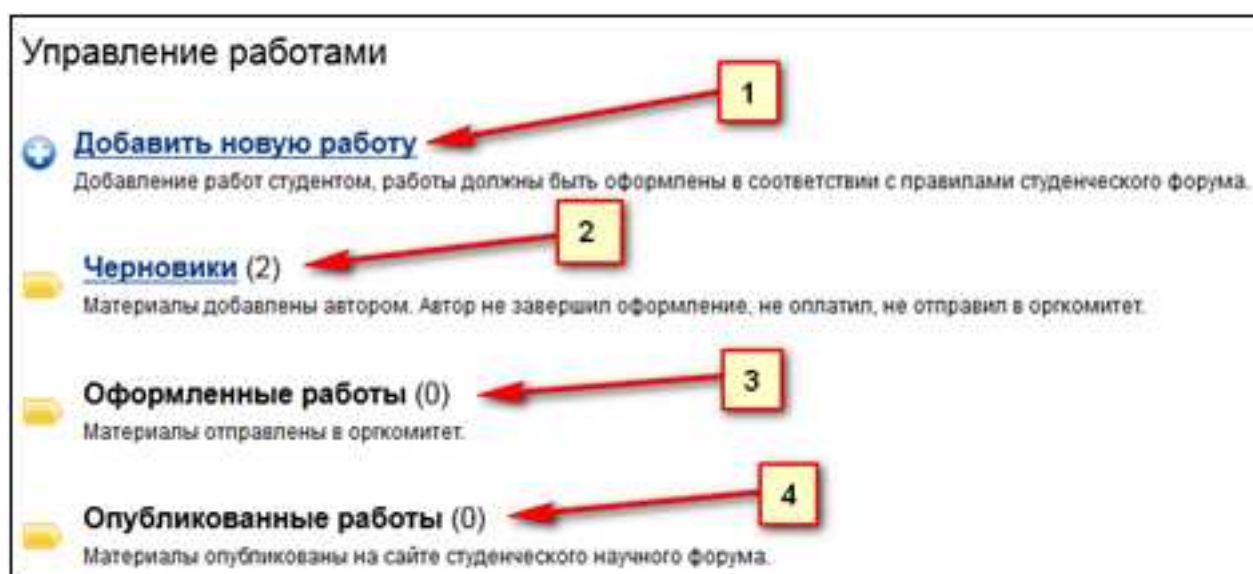 Управление работами
1
Добавить новую работу
Добавление работ студентом, работы должны быть оформлены в соответствии с правилами студенческого форума.
2
Черновики (2)
Материалы добавлены автором. Автор не завершил оформление, не оплатил, не отправил в оргкомитет.
3
Оформленные работы (0)
Материалы отправлены в оргкомитет.
4
Опубликованные работы (0)
Материалы опубликованы на сайте студенческого научного форума.